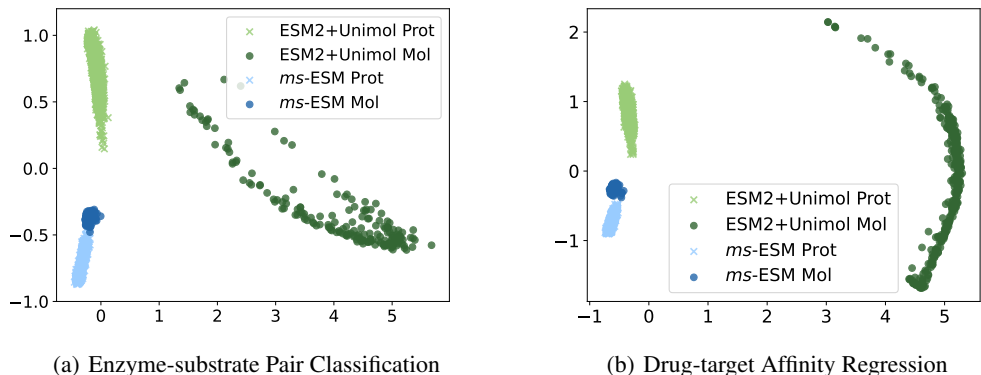 1.0
0.5
0.0
−0.5
−1.0
0 1 2 3 4 5
ESM2+Unimol Prot
ESM2+Unimol Mol
ms-ESM Prot
ms-ESM Mol
(a) Enzyme-substrate Pair Classification
2
1
0
−1
−1 0 1 2 3 4 5
ESM2+Unimol Prot
ESM2+Unimol Mol
ms-ESM Prot
ms-ESM Mol
(b) Drug-target Affinity Regression